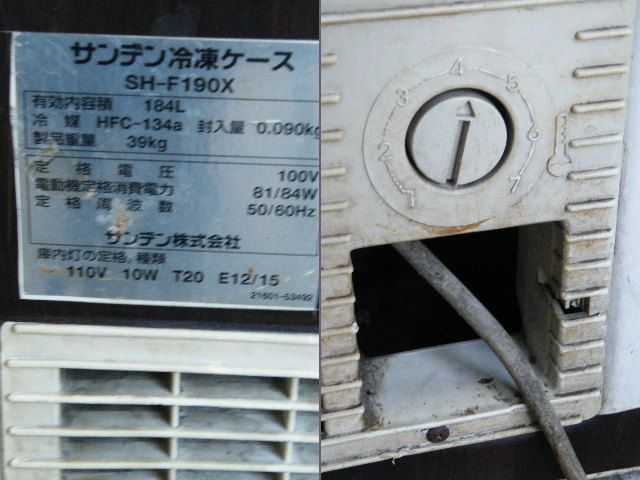 サンデン冷凍ケース
SH-F190X
有効内容積 184L
冷媒 HFC-134a 封入量 0.090kg
製品重量 39kg
定格電圧 100V
電動機定格消費電力 81/84W
定格周波数 50/60Hz
サンデン株式会社
庫内灯の定格、種類
110V 10W T20 E12/15
21601-53492
1
2
3
4
5
6
7